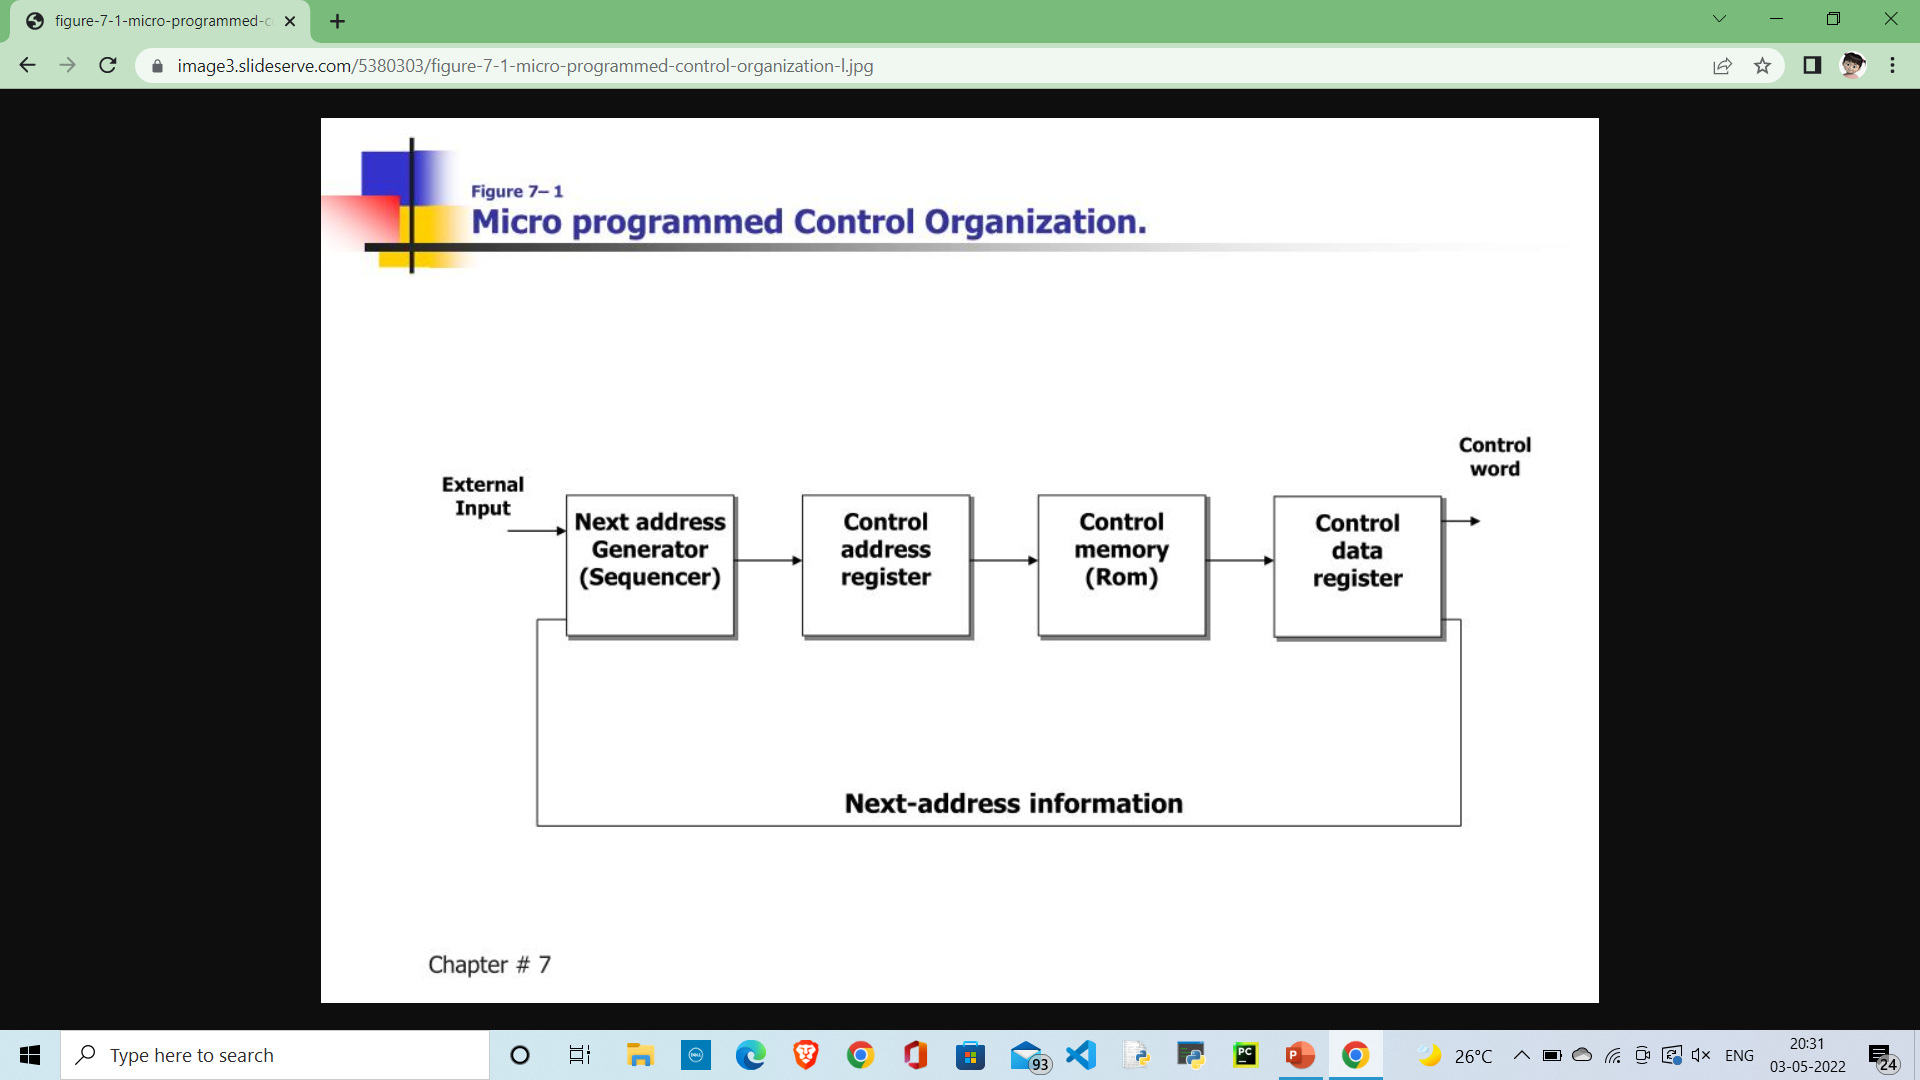 figure-7-1-micro-programmed-c
image3.slideserve.com/5380303/figure-7-1-micro-programmed-control-organization-l.jpg
Figure 7– 1
Micro programmed Control Organization.
Control
word
External
Input
Next address
Generator
(Sequencer)
Control
address
register
Control
memory
(Rom)
Control
data
register
Next-address information
Chapter # 7
Type here to search
DELL
93
PC
P
26°C
ENG
20:31
03-05-2022
24